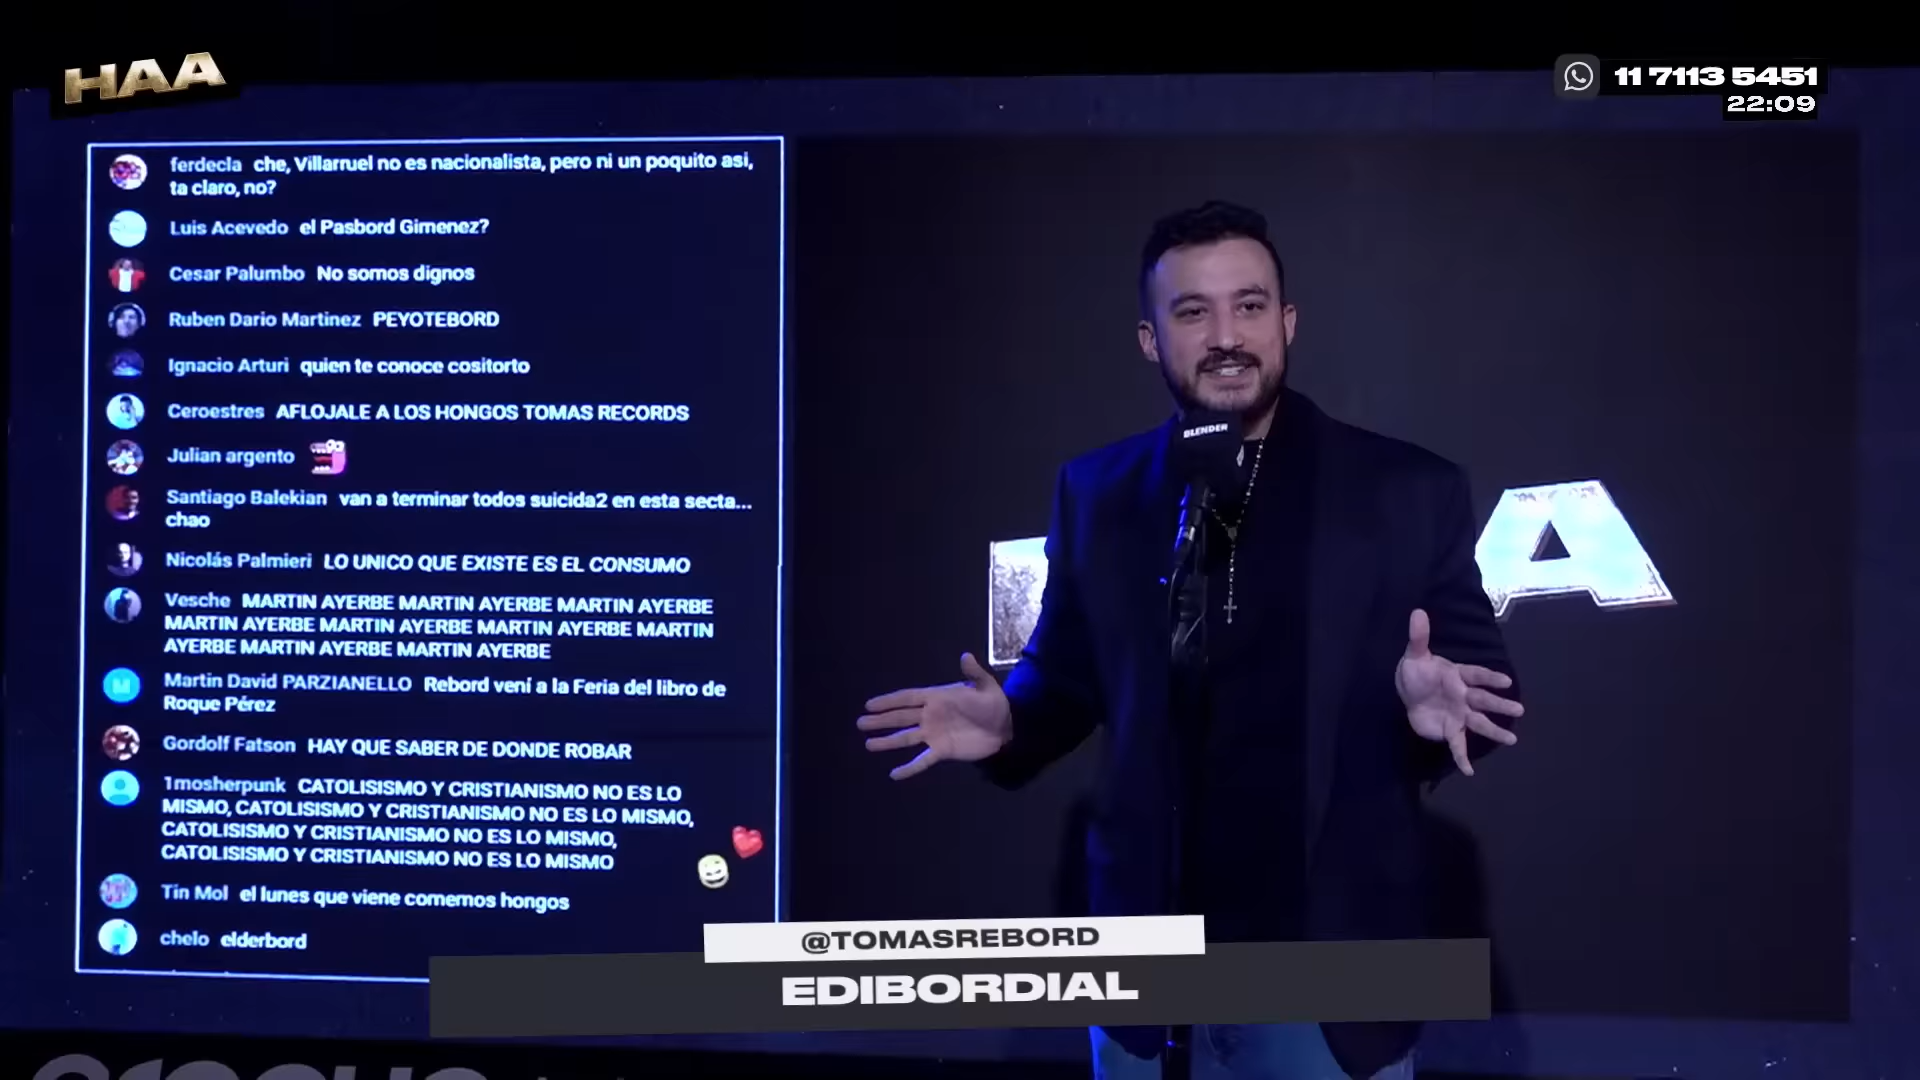 HAA
11 7113 5451
22:09
ferdecla che, Villarruel no es nacionalista, pero ni un poquito asi,
ta claro, no?
Luis Acevedo el Pasbord Gimenez?
Cesar Palumbo No somos dignos
Ruben Dario Martinez PEYOTEBORD
Ignacio Arturi quien te conoce cositorto
Ceroestres AFLOJALE A LOS HONGOS TOMAS RECORDS
Julian argento
Santiago Balekian van a terminar todos suicida2 en esta secta...
chao
Nicolás Palmieri LO UNICO QUE EXISTE ES EL CONSUMO
Vesche MARTIN AYERBE MARTIN AYERBE MARTIN AYERBE
MARTIN AYERBE MARTIN AYERBE MARTIN AYERBE MARTIN
AYERBE MARTIN AYERBE MARTIN AYERBE
M
Martin David PARZIANELLO Rebord vení a la Feria del libro de
Roque Pérez
Gordolf Fatson HAY QUE SABER DE DONDE ROBAR
1mosherpunk CATOLISISMO Y CRISTIANISMO NO ES LO
MISMO, CATOLISISMO Y CRISTIANISMO NO ES LO MISMO,
CATOLISISMO Y CRISTIANISMO NO ES LO MISMO,
CATOLISISMO Y CRISTIANISMO NO ES LO MISMO
Tín Mol el lunes que viene comemos hongos
chelo elderbord
BLENDER
A
@TOMASREBORD
EDIBORDIAL